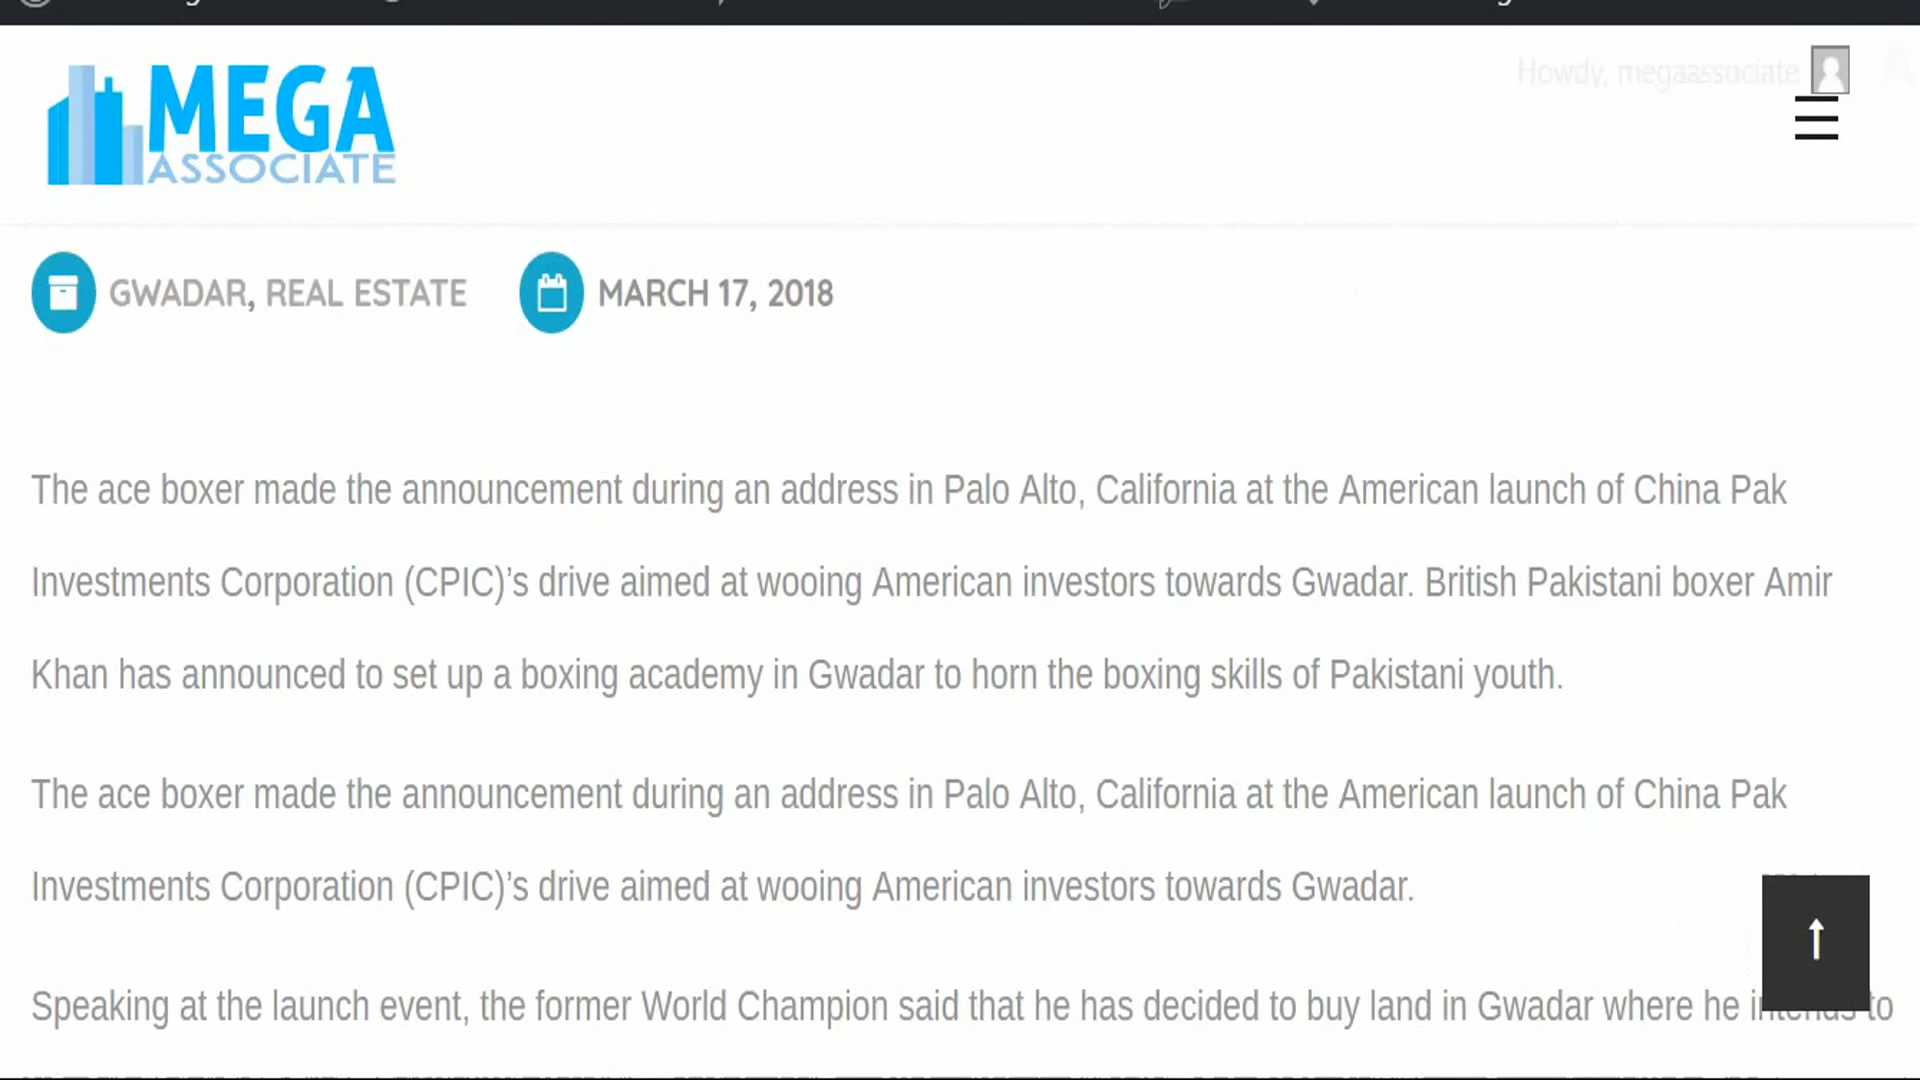 Howdy, megaassociate
MEGA
ASSOCIATE
GWADAR, REAL ESTATE
MARCH 17, 2018
The ace boxer made the announcement during an address in Palo Alto, California at the American launch of China Pak
Investments Corporation (CPIC)’s drive aimed at wooing American investors towards Gwadar. British Pakistani boxer Amir
Khan has announced to set up a boxing academy in Gwadar to horn the boxing skills of Pakistani youth.
The ace boxer made the announcement during an address in Palo Alto, California at the American launch of China Pak
Investments Corporation (CPIC)’s drive aimed at wooing American investors towards Gwadar.
Speaking at the launch event, the former World Champion said that he has decided to buy land in Gwadar where he intends to